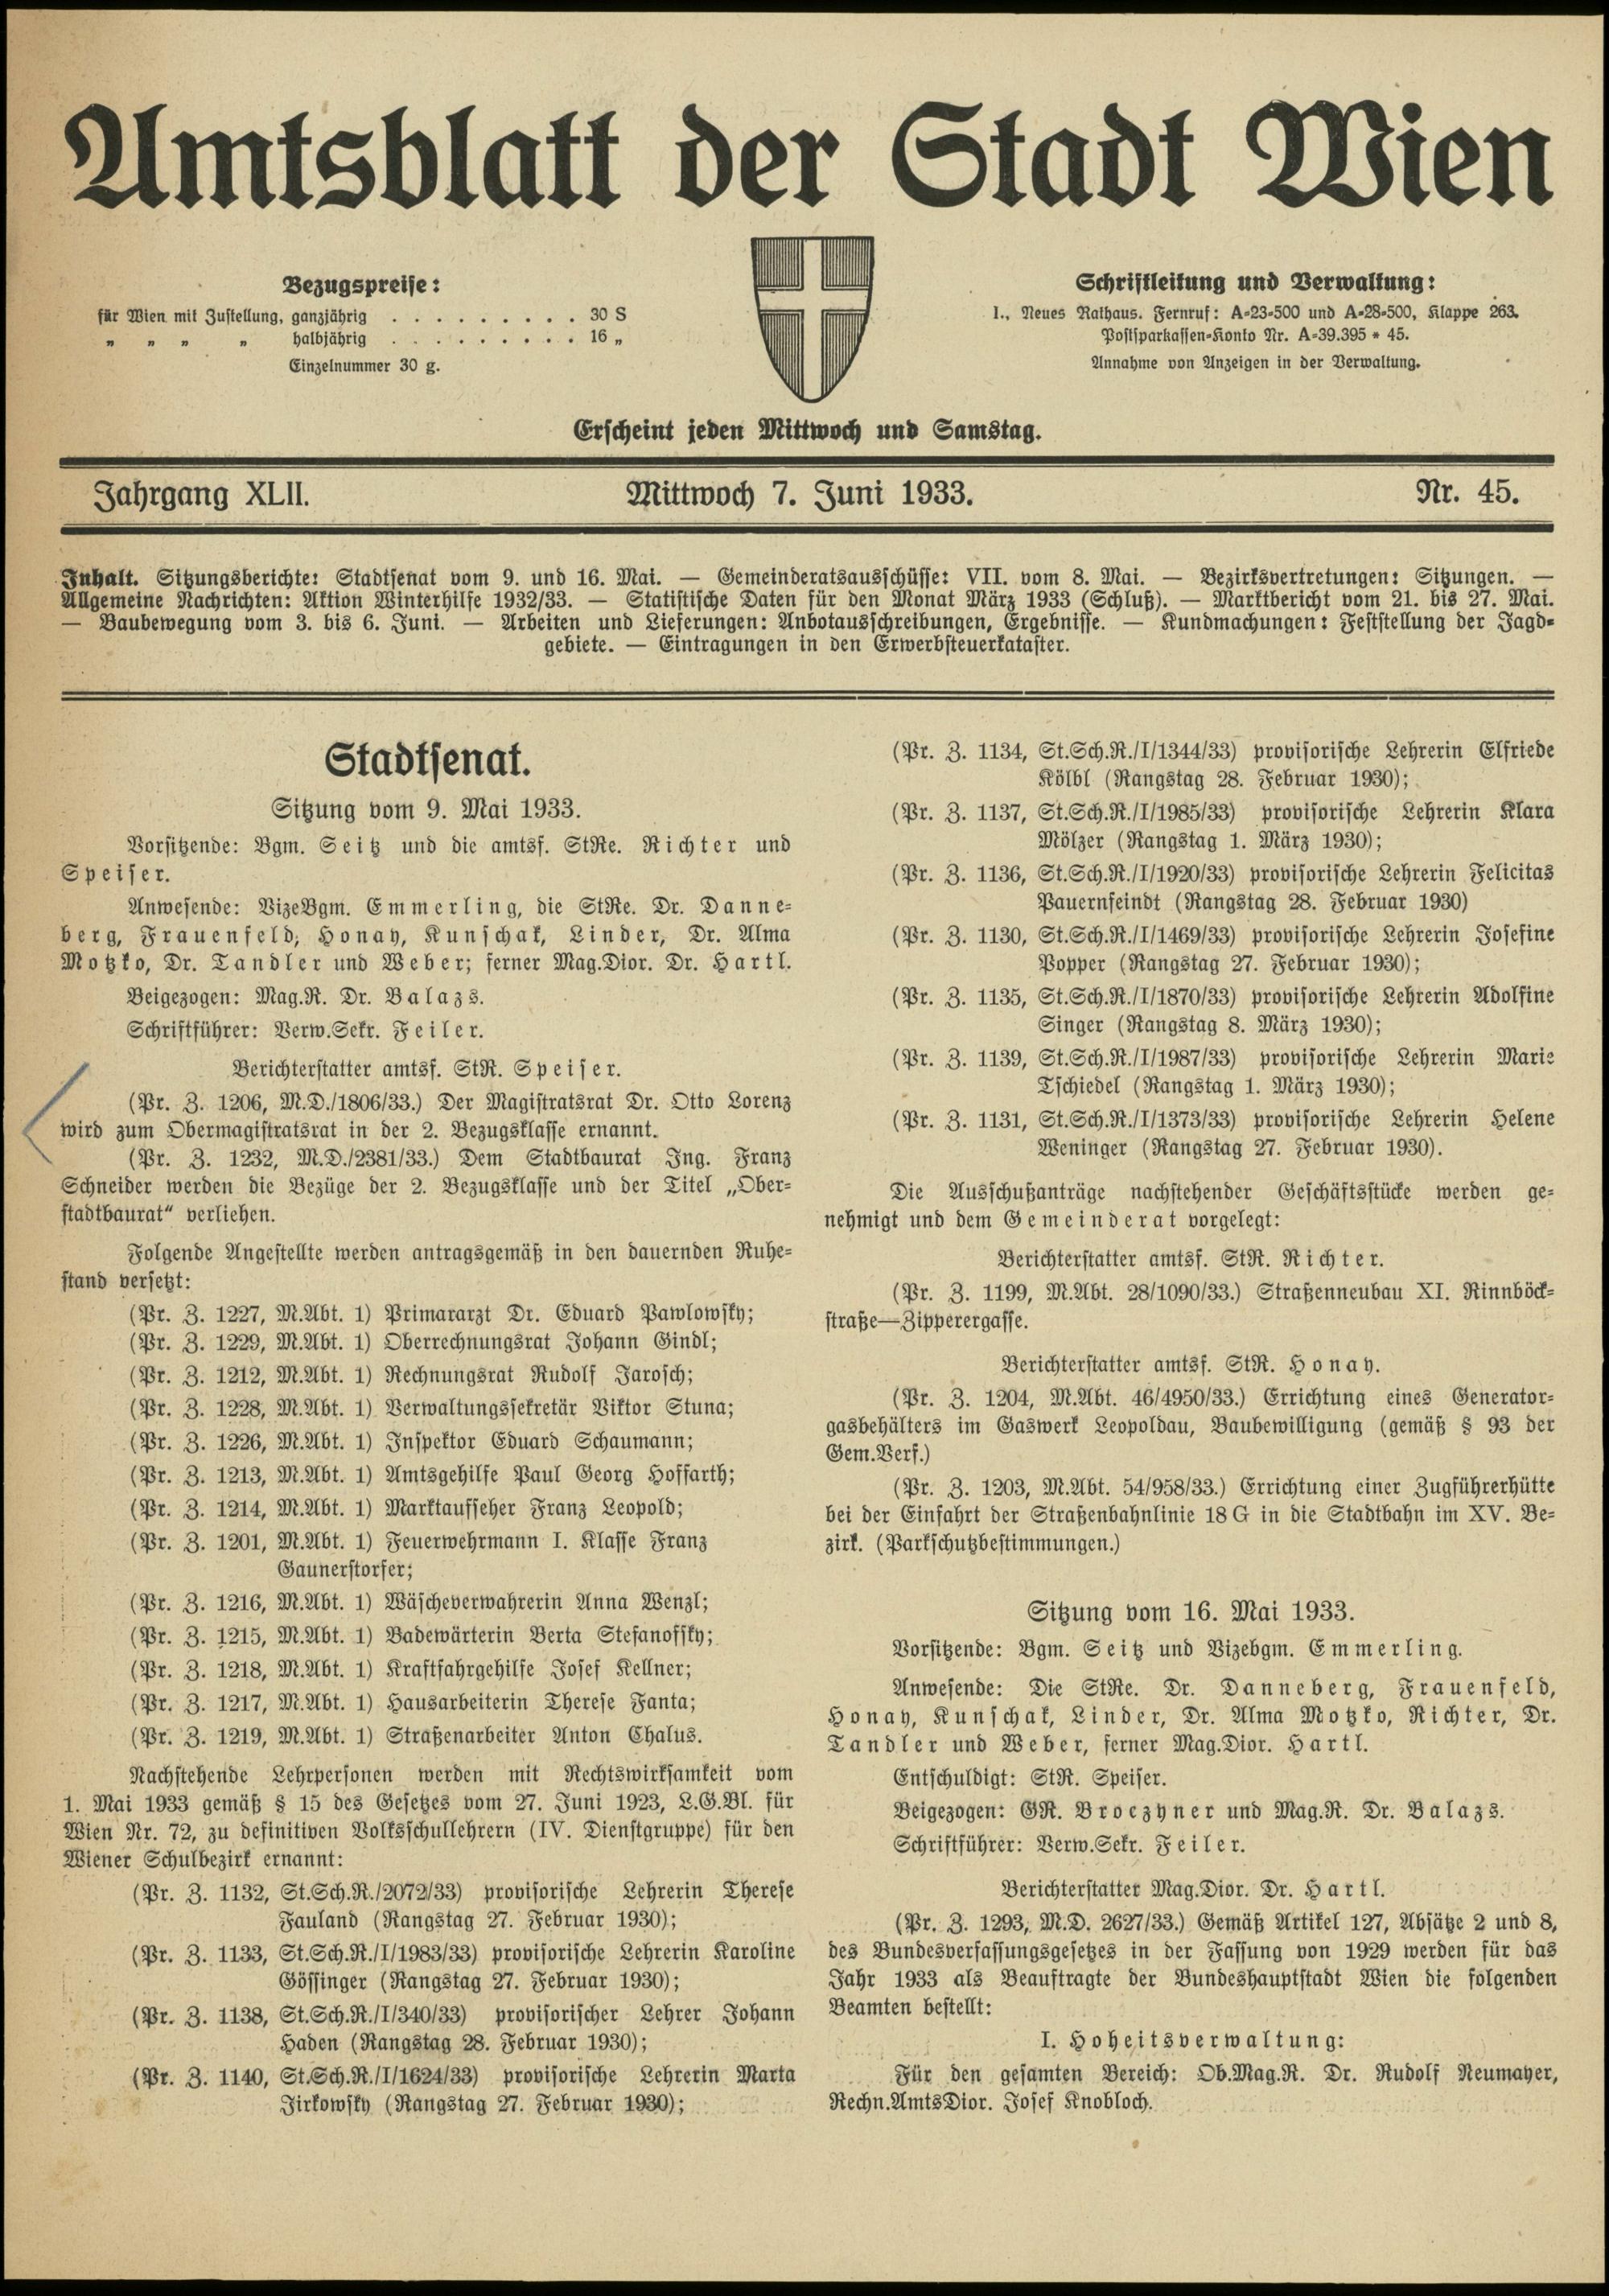 Amtsblatt der Stadt Wien
Bezugspreise:
für Wien mit Zustellung, ganzjährig . . . . . . . . . 30 S
" " " " halbjährig . . . . . . . . . 16 "
Einzelnummer 30 g.
Schriftleitung und Verwaltung:
I., Neues Rathaus. Fernruf: A-23-500 und A-28-500, Klappe 263.
Postsparkassen-Konto Nr. A-39.395 * 45.
Annahme von Anzeigen in der Verwaltung.
Erscheint jeden Mittwoch und Samstag.
Jahrgang XLII. Mittwoch 7. Juni 1933. Nr. 45.
Inhalt. Sitzungsberichte: Stadtsenat vom 9. und 16. Mai. — Gemeinderatsausschüsse: VII. vom 8. Mai. — Bezirksvertretungen: Sitzungen. —
Allgemeine Nachrichten: Aktion Winterhilfe 1932/33. — Statistische Daten für den Monat März 1933 (Schluß). — Marktbericht vom 21. bis 27. Mai.
— Baubewegung vom 3. bis 6. Juni. — Arbeiten und Lieferungen: Anbotausschreibungen, Ergebnisse. — Kundmachungen: Feststellung der Jagd-
gebiete. — Eintragungen in den Erwerbsteuerkataster.
Stadtsenat.
Sitzung vom 9. Mai 1933.
Vorsitzende: Bgm. Seitz und die amtsf. StRe. Richter und
Speiser.
Anwesende: VizeBgm. Emmerling, die StRe. Dr. Danne-
berg, Frauenfeld, Honay, Kunschak, Linder, Dr. Alma
Motzko, Dr. Tandler und Weber; ferner Mag.Dior. Dr. Hartl.
Beigezogen: Mag.R. Dr. Balazs.
Schriftführer: Verw.Sekr. Feiler.
Berichterstatter amtsf. StR. Speiser.
(Pr. Z. 1206, M.D./1806/33.) Der Magistratsrat Dr. Otto Lorenz
wird zum Obermagistratsrat in der 2. Bezugsklasse ernannt.
(Pr. Z. 1232, M.D./2381/33.) Dem Stadtbaurat Ing. Franz
Schneider werden die Bezüge der 2. Bezugsklasse und der Titel „Ober-
stadtbaurat“ verliehen.
Folgende Angestellte werden antragsgemäß in den dauernden Ruhe-
stand versetzt:
(Pr. Z. 1227, M.Abt. 1) Primararzt Dr. Eduard Pawlowsky;
(Pr. Z. 1229, M.Abt. 1) Oberrechnungsrat Johann Gindl;
(Pr. Z. 1212, M.Abt. 1) Rechnungsrat Rudolf Jarosch;
(Pr. Z. 1228, M.Abt. 1) Verwaltungssekretär Viktor Stuna;
(Pr. Z. 1226, M.Abt. 1) Inspektor Eduard Schaumann;
(Pr. Z. 1213, M.Abt. 1) Amtsgehilfe Paul Georg Hoffarth;
(Pr. Z. 1214, M.Abt. 1) Marktaufseher Franz Leopold;
(Pr. Z. 1201, M.Abt. 1) Feuerwehrmann I. Klasse Franz
Gaunerstorfer;
(Pr. Z. 1216, M.Abt. 1) Wäscheverwahrerin Anna Wenzl;
(Pr. Z. 1215, M.Abt. 1) Badewärterin Berta Stefanoffky;
(Pr. Z. 1218, M.Abt. 1) Kraftfahrgehilfe Josef Kellner;
(Pr. Z. 1217, M.Abt. 1) Hausarbeiterin Therese Fanta;
(Pr. Z. 1219, M.Abt. 1) Straßenarbeiter Anton Chalus.
Nachstehende Lehrpersonen werden mit Rechtswirksamkeit vom
1. Mai 1933 gemäß § 15 des Gesetzes vom 27. Juni 1923, L.G.Bl. für
Wien Nr. 72, zu definitiven Volksschullehrern (IV. Dienstgruppe) für den
Wiener Schulbezirk ernannt:
(Pr. Z. 1132, St.Sch.R./2072/33) provisorische Lehrerin Therese
Fauland (Rangstag 27. Februar 1930);
(Pr. Z. 1133, St.Sch.R./I/1983/33) provisorische Lehrerin Karoline
Gössinger (Rangstag 27. Februar 1930);
(Pr. Z. 1138, St.Sch.R./I/340/33) provisorischer Lehrer Johann
Haden (Rangstag 28. Februar 1930);
(Pr. Z. 1140, St.Sch.R./I/1624/33) provisorische Lehrerin Marta
Jirkowsky (Rangstag 27. Februar 1930);
(Pr. Z. 1134, St.Sch.R./I/1344/33) provisorische Lehrerin Elfriede
Kölbl (Rangstag 28. Februar 1930);
(Pr. Z. 1137, St.Sch.R./I/1985/33) provisorische Lehrerin Klara
Mölzer (Rangstag 1. März 1930);
(Pr. Z. 1136, St.Sch.R./I/1920/33) provisorische Lehrerin Felicitas
Pauernfeindt (Rangstag 28. Februar 1930)
(Pr. Z. 1130, St.Sch.R./I/1469/33) provisorische Lehrerin Josefine
Popper (Rangstag 27. Februar 1930);
(Pr. Z. 1135, St.Sch.R./I/1870/33) provisorische Lehrerin Adolfine
Singer (Rangstag 8. März 1930);
(Pr. Z. 1139, St.Sch.R./I/1987/33) provisorische Lehrerin Marie
Tschiedel (Rangstag 1. März 1930);
(Pr. Z. 1131, St.Sch.R./I/1373/33) provisorische Lehrerin Helene
Weninger (Rangstag 27. Februar 1930).
Die Ausschußanträge nachstehender Geschäftsstücke werden ge-
nehmigt und dem Gemeinderat vorgelegt:
Berichterstatter amtsf. StR. Richter.
(Pr. Z. 1199, M.Abt. 28/1090/33.) Straßenneubau XI. Rinnböck-
straße—Zipperergasse.
Berichterstatter amtsf. StR. Honay.
(Pr. Z. 1204, M.Abt. 46/4950/33.) Errichtung eines Generator-
gasbehälters im Gaswerk Leopoldau, Baubewilligung (gemäß § 93 der
Gem.Verf.)
(Pr. Z. 1203, M.Abt. 54/958/33.) Errichtung einer Zugführerhütte
bei der Einfahrt der Straßenbahnlinie 18 G in die Stadtbahn im XV. Be-
zirk. (Parkschutzbestimmungen.)
Sitzung vom 16. Mai 1933.
Vorsitzende: Bgm. Seitz und Vizebgm. Emmerling.
Anwesende: Die StRe. Dr. Danneberg, Frauenfeld,
Honay, Kunschak, Linder, Dr. Alma Motzko, Richter, Dr.
Tandler und Weber, ferner Mag.Dior. Hartl.
Entschuldigt: StR. Speiser.
Beigezogen: GR. Broczyner und Mag.R. Dr. Balazs.
Schriftführer: Verw.Sekr. Feiler.
Berichterstatter Mag.Dior. Dr. Hartl.
(Pr. Z. 1293, M.D. 2627/33.) Gemäß Artikel 127, Absätze 2 und 8,
des Bundesverfassungsgesetzes in der Fassung von 1929 werden für das
Jahr 1933 als Beauftragte der Bundeshauptstadt Wien die folgenden
Beamten bestellt:
I. Hoheitsverwaltung:
Für den gesamten Bereich: Ob.Mag.R. Dr. Rudolf Neumayer,
Rechn.AmtsDior. Josef Knobloch.